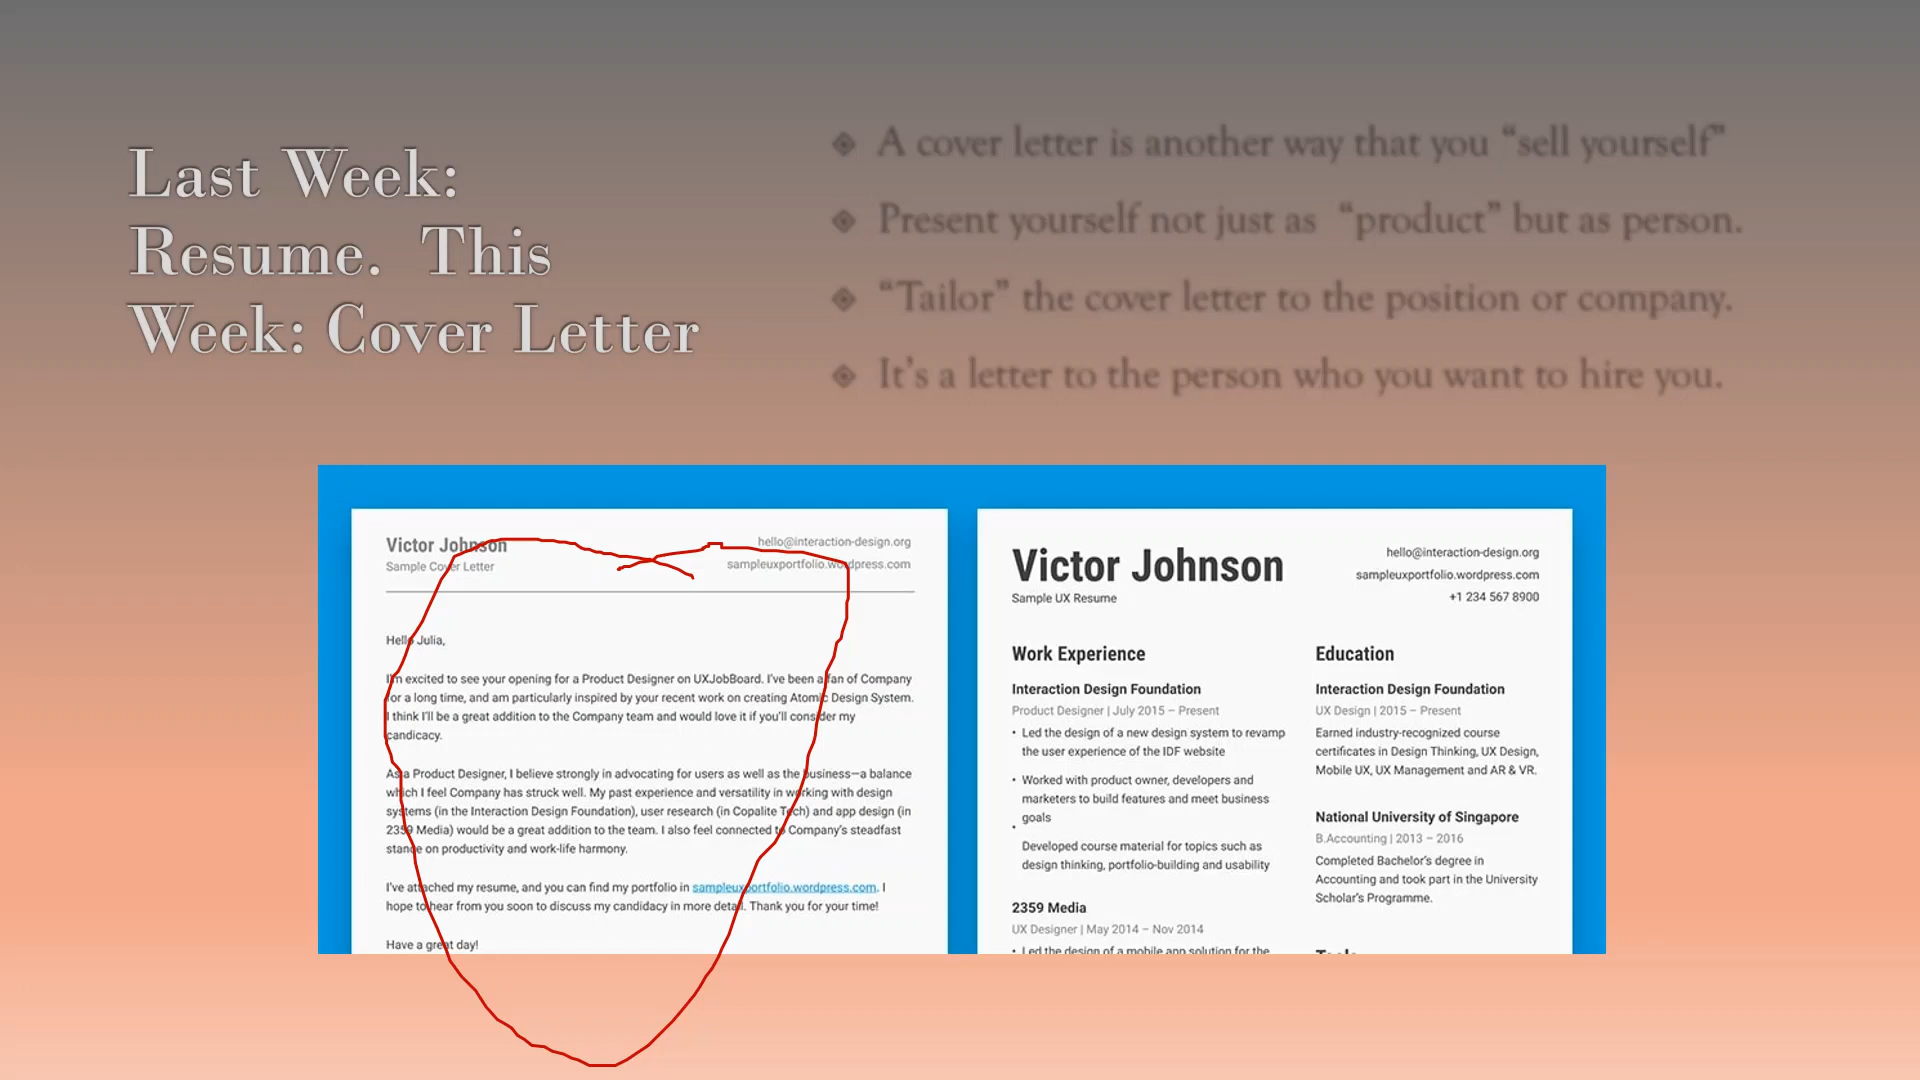 Last Week:
Resume.  This
Week: Cover Letter
A cover letter is another way that you “sell yourself”
Present yourself not just as  “product” but as person.
“Tailor” the cover letter to the position or company.
It’s a letter to the person who you want to hire you.
Victor Johnson
Sample Cover Letter
hello@interaction-design.org
sampleuxportfolio.wordpress.com
Hello Julia,
I’m excited to see your opening for a Product Designer on UXJobBoard. I’ve been a fan of Company
for a long time, and am particularly inspired by your recent work on creating Atomic Design System.
I think I’ll be a great addition to the Company team and would love it if you’ll consider my
candicacy.
As a Product Designer, I believe strongly in advocating for users as well as the business—a balance
which I feel Company has struck well. My past experience and versatility in working with design
systems (in the Interaction Design Foundation), user research (in Copalite Tech) and app design (in
2359 Media) would be a great addition to the team. I also feel connected to Company’s steadfast
stance on productivity and work-life harmony.
I’ve attached my resume, and you can find my portfolio in sampleuxportfolio.wordpress.com. I
hope to hear from you soon to discuss my candidacy in more detail. Thank you for your time!
Have a great day!
Victor Johnson
Sample UX Resume
hello@interaction-design.org
sampleuxportfolio.wordpress.com
+1 234 567 8900
Work Experience
Interaction Design Foundation
Product Designer | July 2015 – Present
• Led the design of a new design system to revamp
the user experience of the IDF website
• Worked with product owner, developers and
marketers to build features and meet business
goals
•
Developed course material for topics such as
design thinking, portfolio-building and usability
2359 Media
UX Designer | May 2014 – Nov 2014
• Led the design of a mobile app solution for the
Education
Interaction Design Foundation
UX Design | 2015 – Present
Earned industry-recognized course
certificates in Design Thinking, UX Design,
Mobile UX, UX Management and AR & VR.
National University of Singapore
B.Accounting | 2013 – 2016
Completed Bachelor’s degree in
Accounting and took part in the University
Scholar’s Programme.